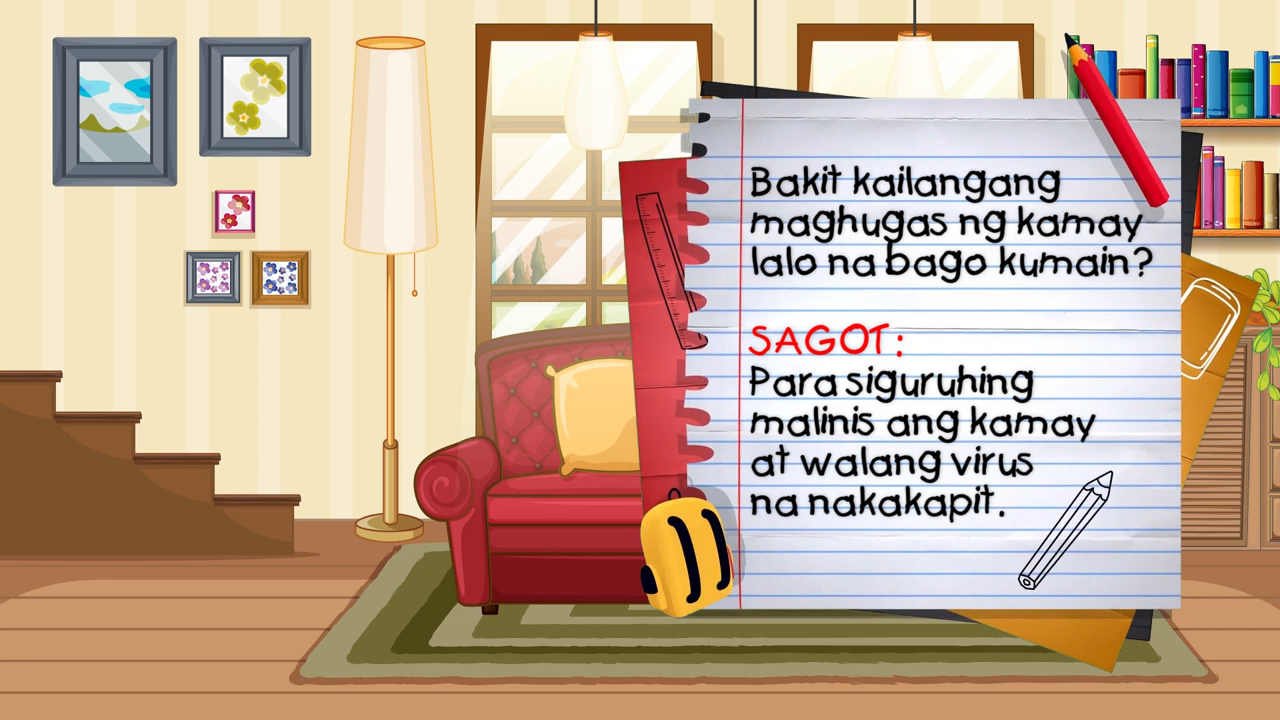 Bakit kailangang
maghugas ng kamay
lalo na bago kumain?
SAGOT:
Para siguruhing
malinis ang kamay
at walang virus
na nakakapit.